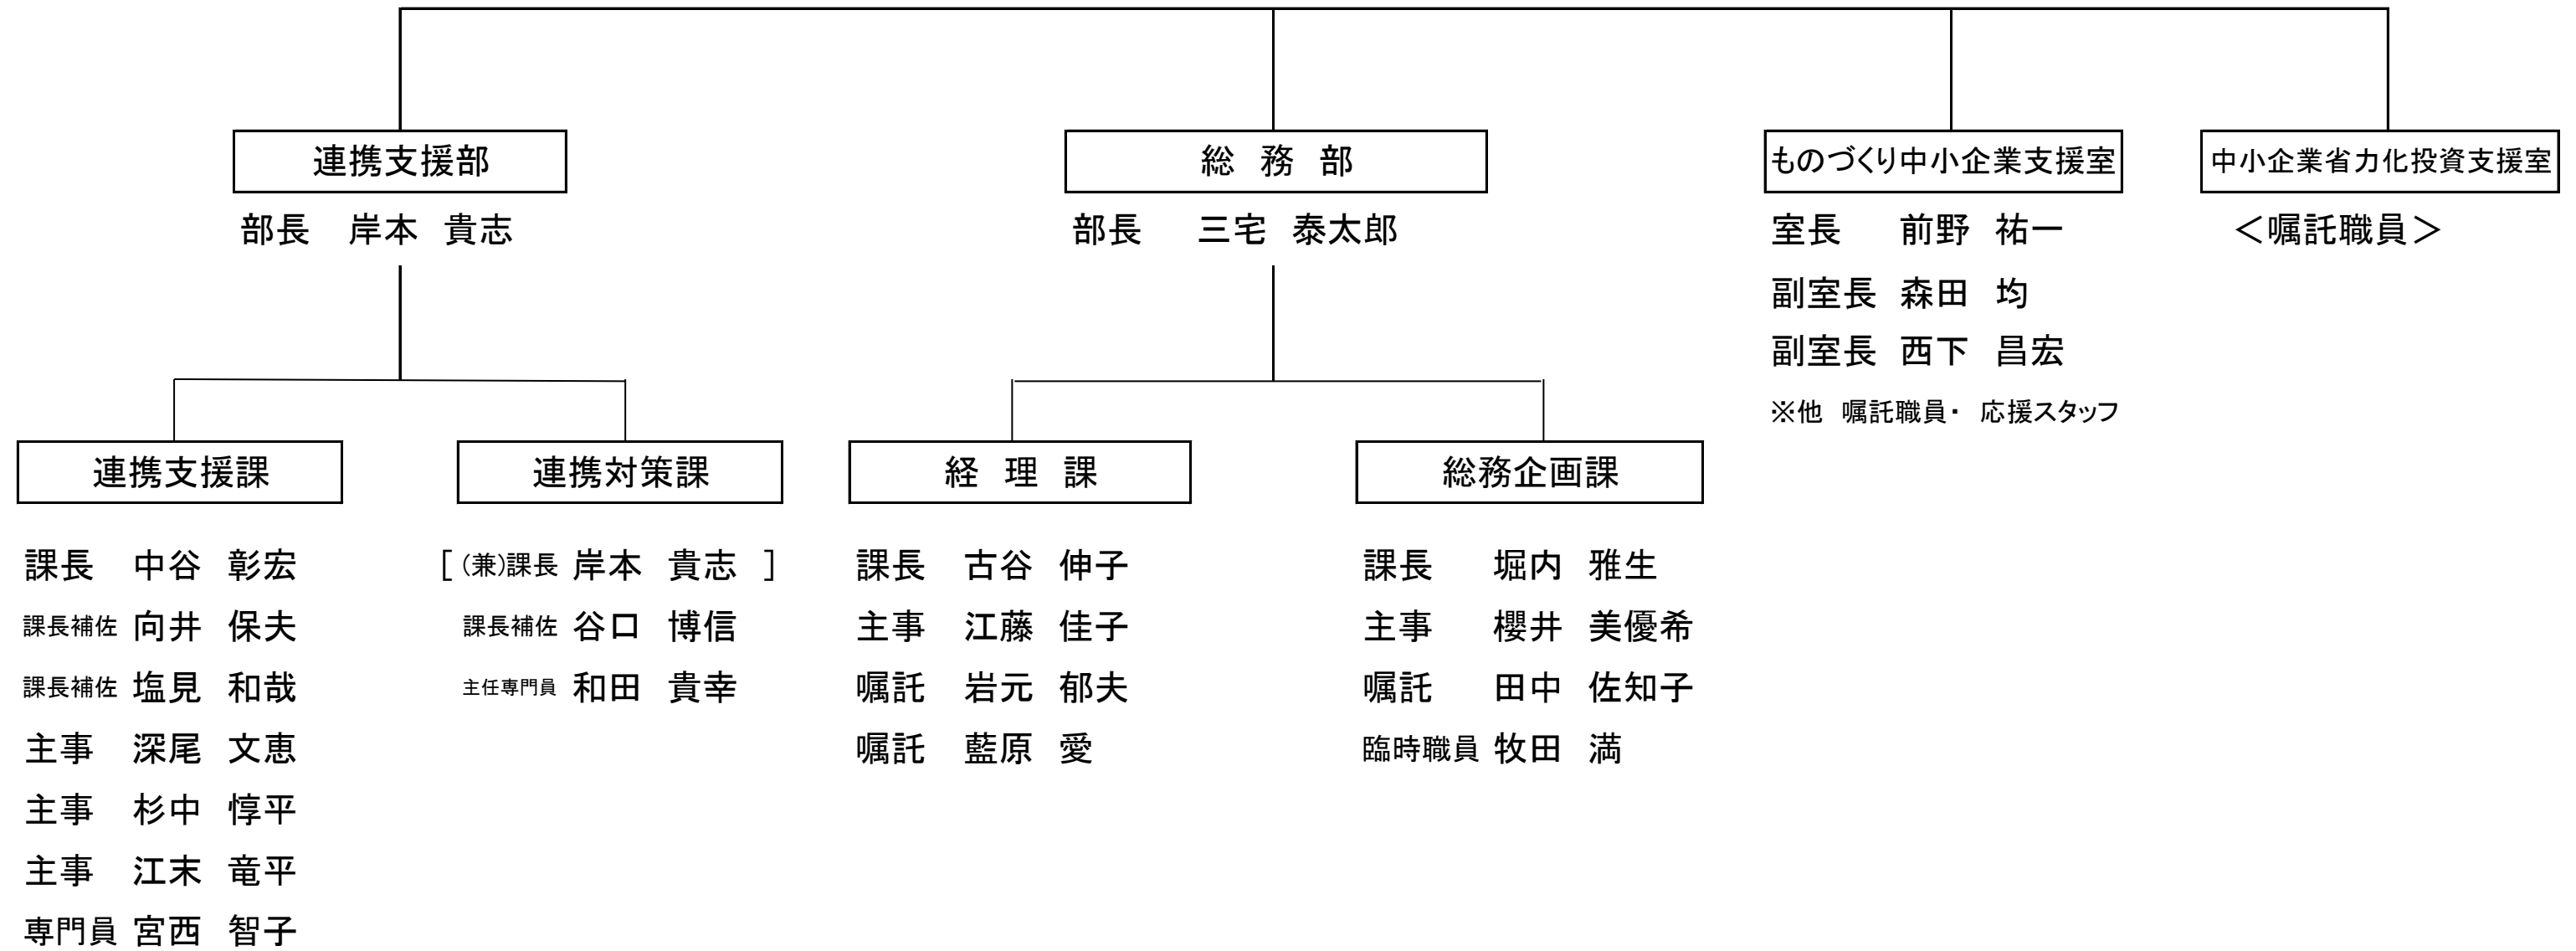 連携支援部
部長　岸本　貴志
総　務　部
部長　三宅　泰太郎
ものづくり中小企業支援室
室長　前野　祐一
副室長　森田　均
副室長　西下　昌宏
※他　嘱託職員・　応援スタッフ
中小企業省力化投資支援室
＜嘱託職員＞
連携支援課
課長　中谷　彰宏
課長補佐　向井　保夫
課長補佐　塩見　和哉
主事　深尾　文恵
主事　杉中　惇平
主事　江末　竜平
専門員　宮西　智子
連携対策課
［（兼）課長　岸本　貴志　］
課長補佐　谷口　博信
主任専門員　和田　貴幸
経　理　課
課長　古谷　伸子
主事　江藤　佳子
嘱託　岩元　郁夫
嘱託　藍原　愛
総務企画課
課長　堀内　雅生
主事　櫻井　美優希
嘱託　田中　佐知子
臨時職員　牧田　満